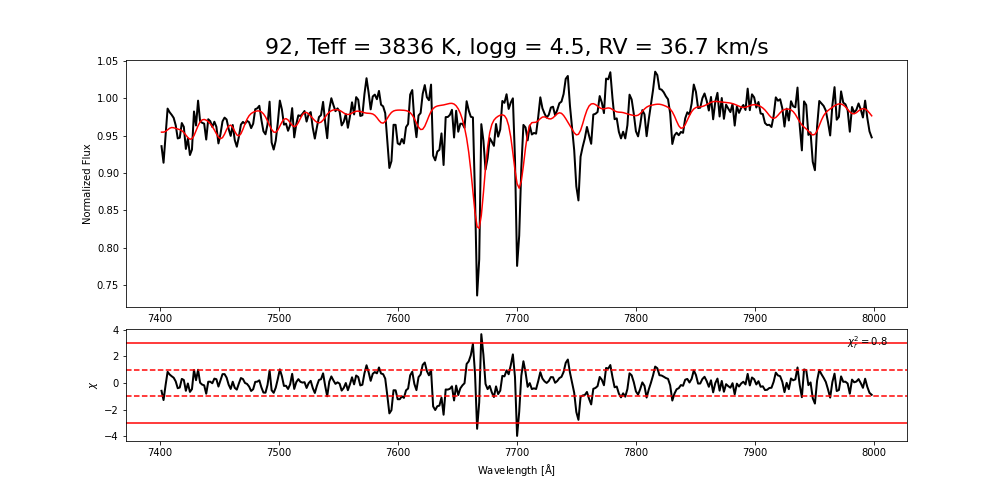 92, Teff = 3836 K, logg = 4.5, RV = 36.7 km/s
1.05
1.00
0.95
0.90
0.85
0.80
0.75
Normalized Flux
7400 7500 7600 7700 7800 7900 8000
4
2
0
−2
−4
χ
χ²ᵣ = 0.8
7400 7500 7600 7700 7800 7900 8000
Wavelength [Å]